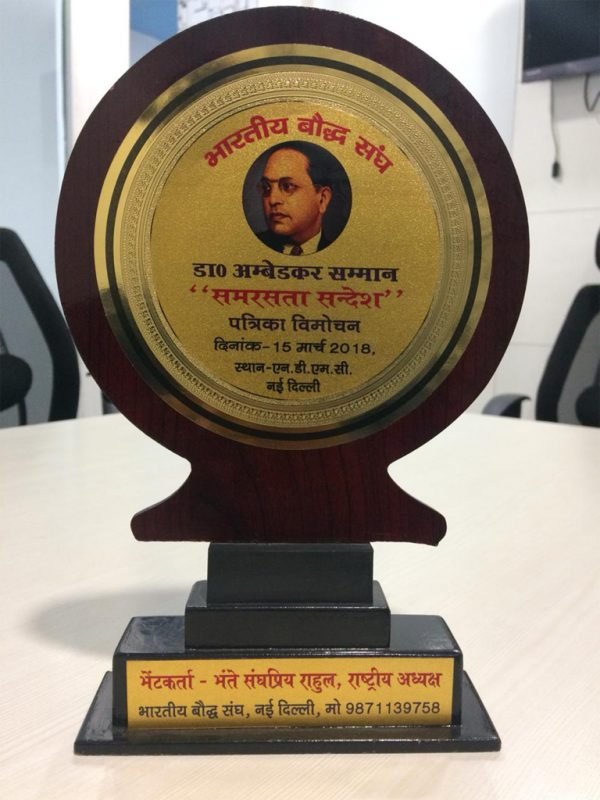 भारतीय बौद्ध संघ
डा0 अम्बेडकर सम्मान
‘‘समरसता सन्देश’’
पत्रिका विमोचन
दिनांक-15 मार्च 2018,
स्थान-एन.डी.एम.सी.
नई दिल्ली
भेंटकर्ता - भंते संघप्रिय राहुल, राष्ट्रीय अध्यक्ष
भारतीय बौद्ध संघ, नई दिल्ली, मो 9871139758